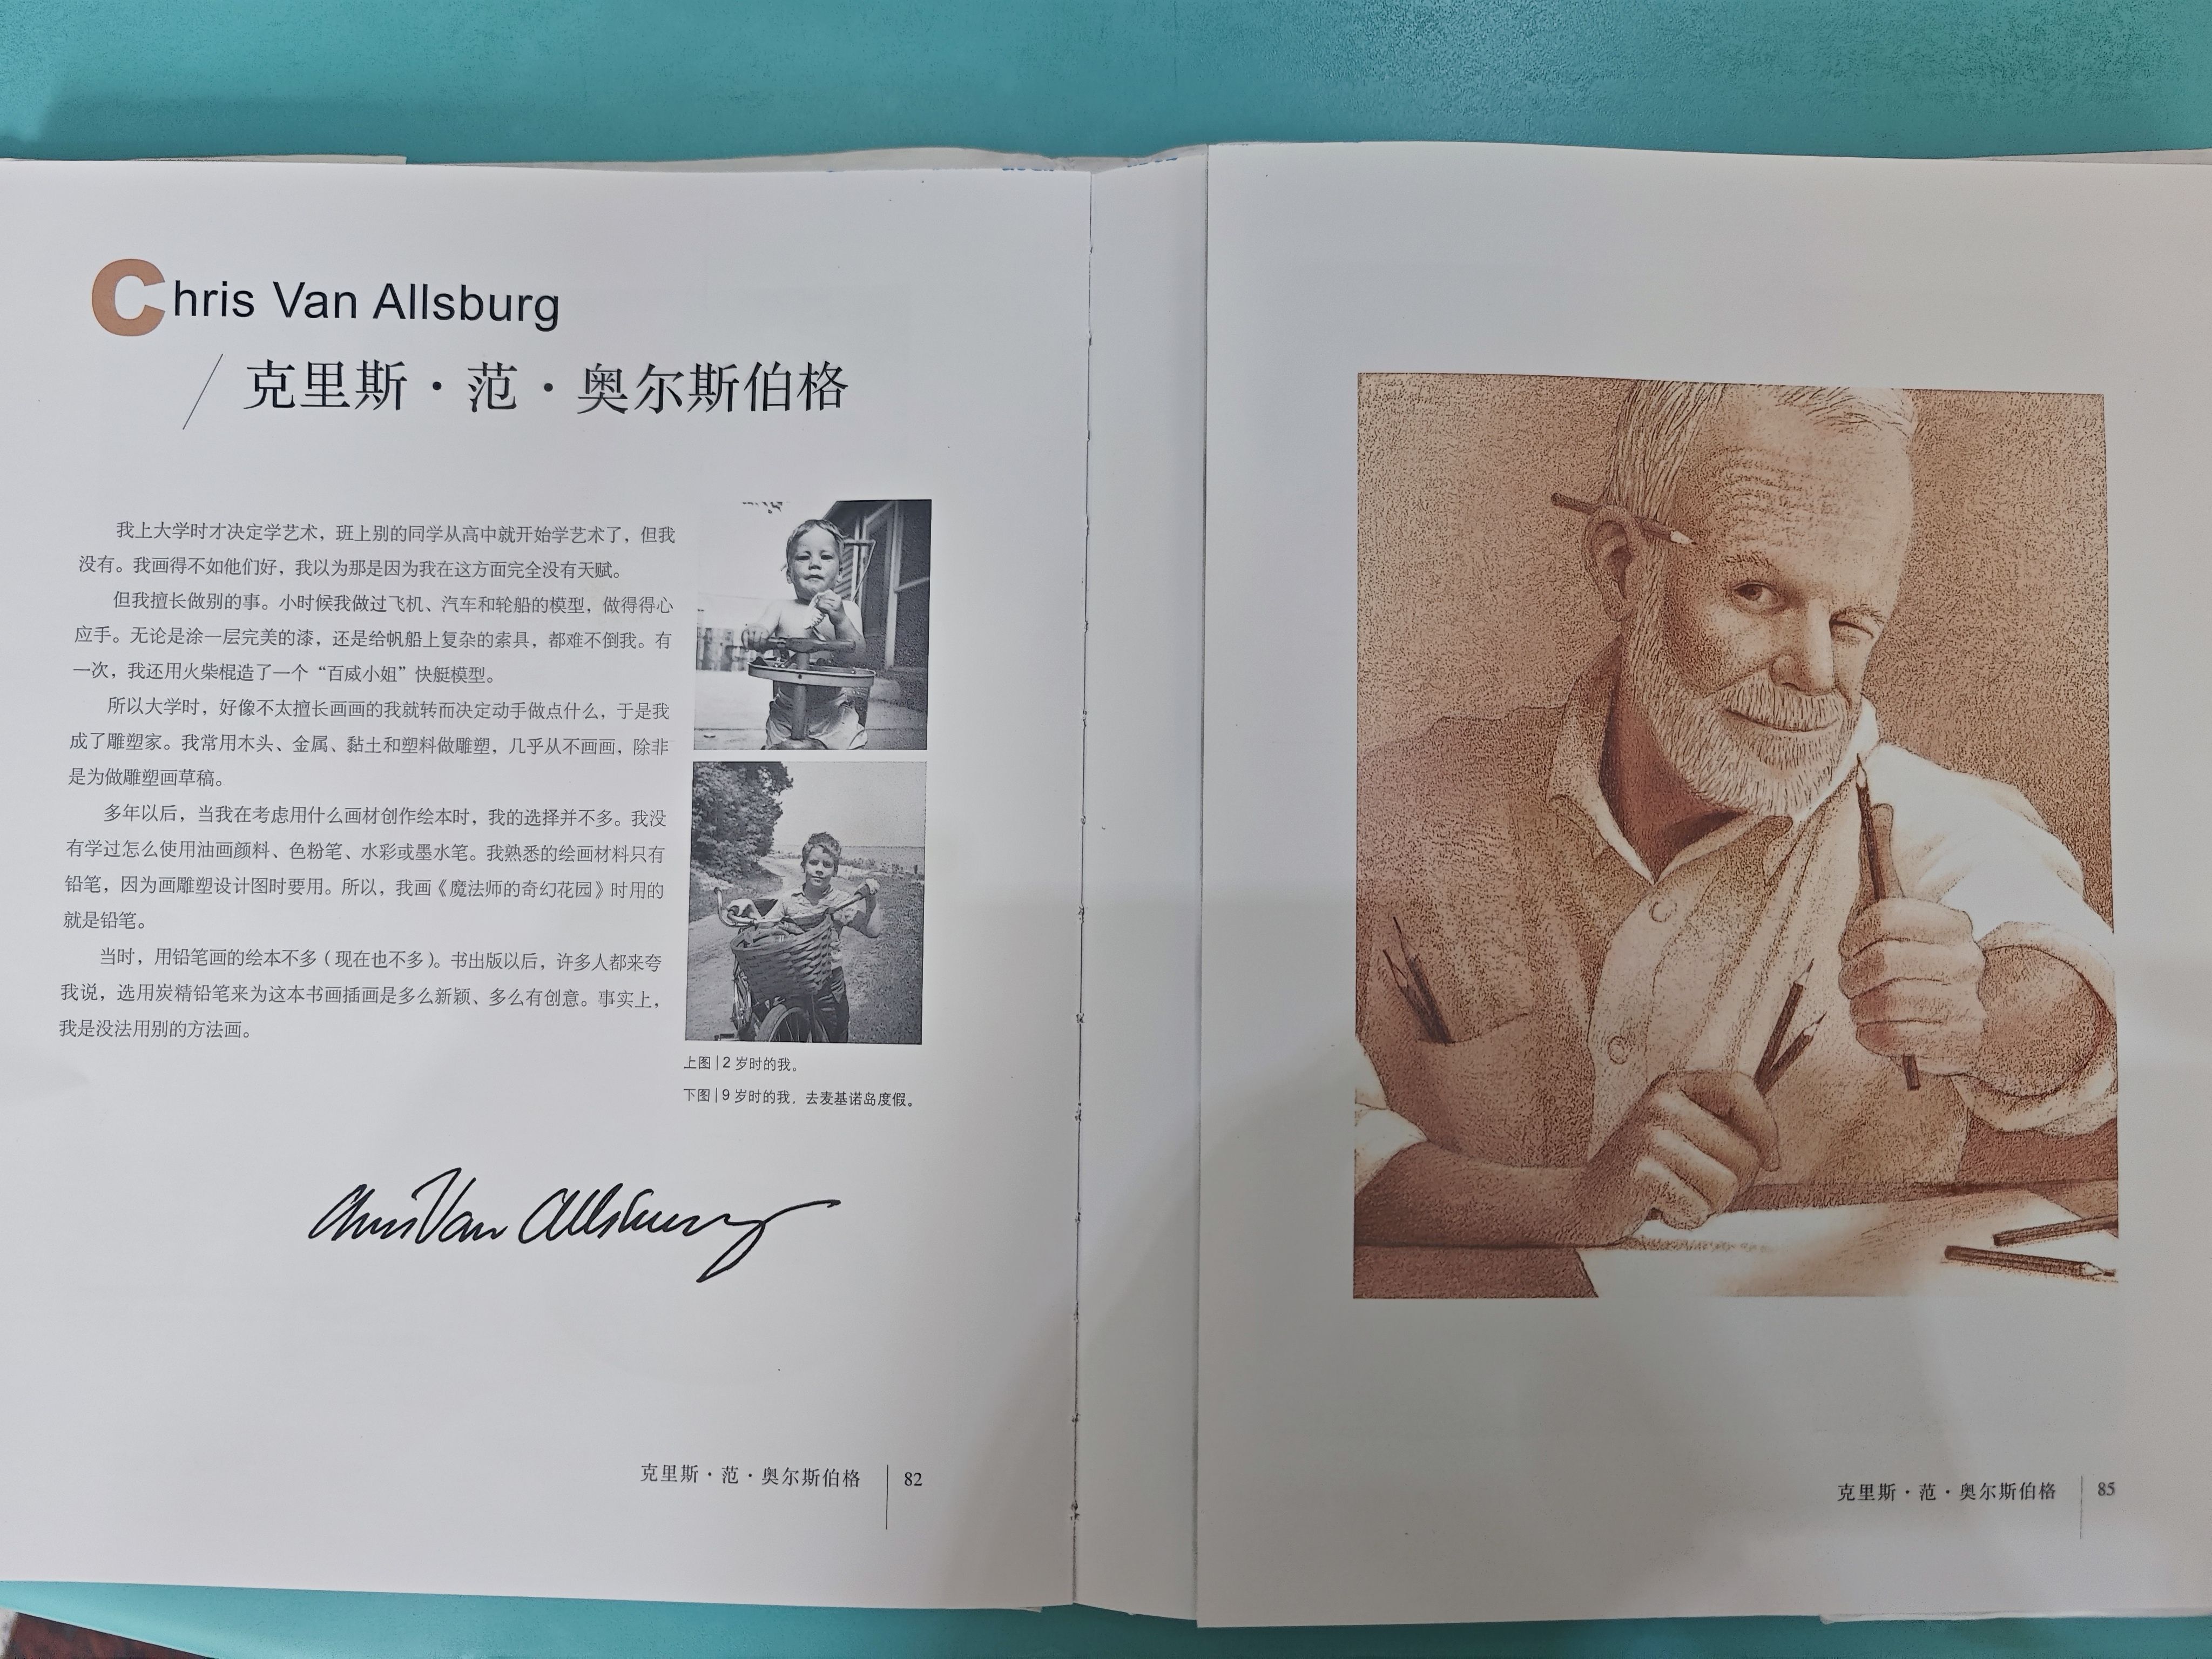 Chris Van Allsburg
克里斯·范·奥尔斯伯格
我上大学时才决定学艺术，班上别的同学从高中就开始学艺术了，但我
没有。我画得不如他们好，我以为那是因为我在这方面完全没有天赋。
但我擅长做别的事。小时候我做过飞机、汽车和轮船的模型，做得得心
应手。无论是涂一层完美的漆，还是给帆船上复杂的索具，都难不倒我。有
一次，我还用火柴棍造了一个“百威小姐”快艇模型。
所以大学时，好像不太擅长画画的我就转而决定动手做点什么，于是我
成了雕塑家。我常用木头、金属、黏土和塑料做雕塑，几乎从不画画，除非
是为做雕塑画草稿。
多年以后，当我在考虑用什么画材创作绘本时，我的选择并不多。我没
有学过怎么使用油画颜料、色粉笔、水彩或墨水笔。我熟悉的绘画材料只有
铅笔，因为画雕塑设计图时要用。所以，我画《魔法师的奇幻花园》时用的
就是铅笔。
当时，用铅笔画的绘本不多（现在也不多）。书出版以后，许多人都来夸
我说，选用炭精铅笔来为这本书画插画是多么新颖、多么有创意。事实上，
我是没法用别的方法画。
上图|2 岁时的我。
下图|9 岁时的我，去麦基诺岛度假。
Chris Van Allsburg
克里斯·范·奥尔斯伯格 82
克里斯·范·奥尔斯伯格 85